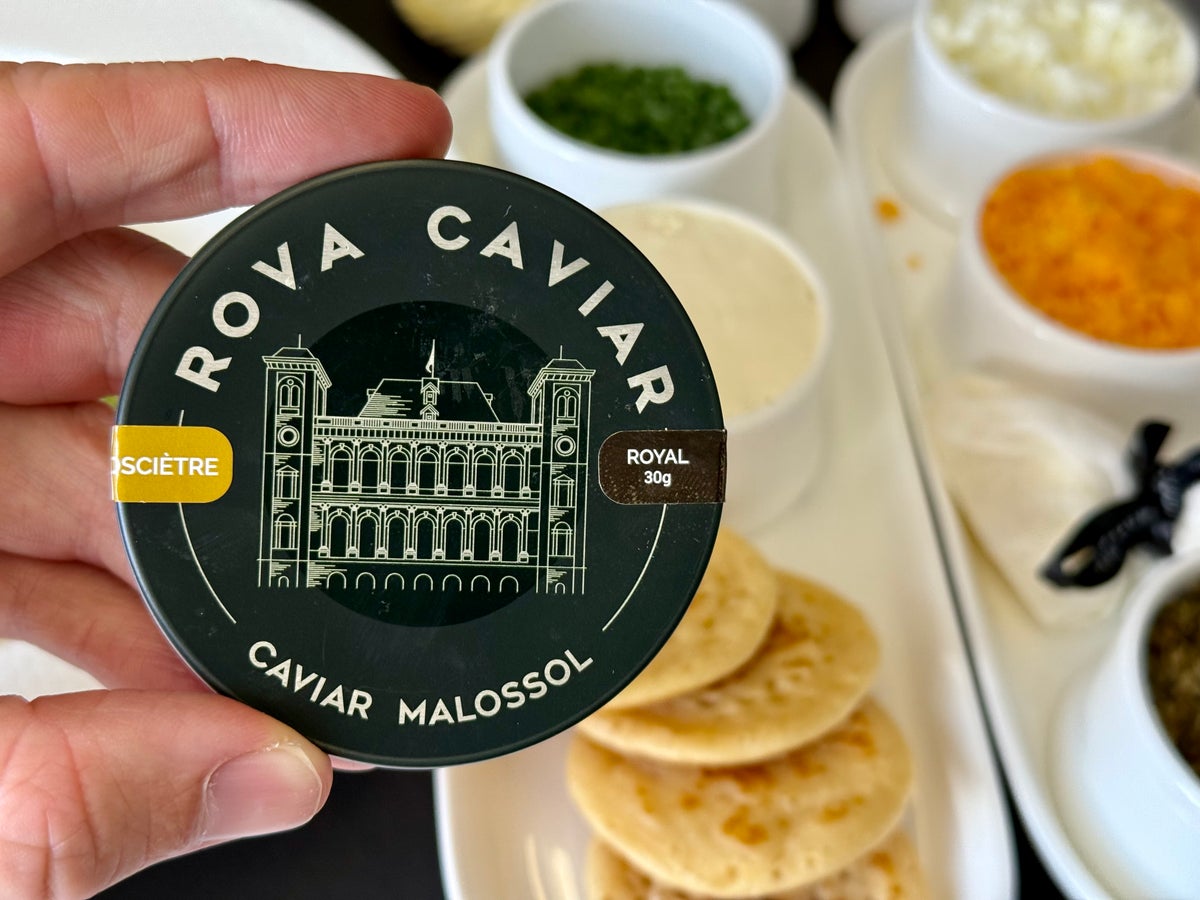 ROVA CAVIAR
OSCIÈTRE
ROYAL
30g
CAVIAR MALOSSOL